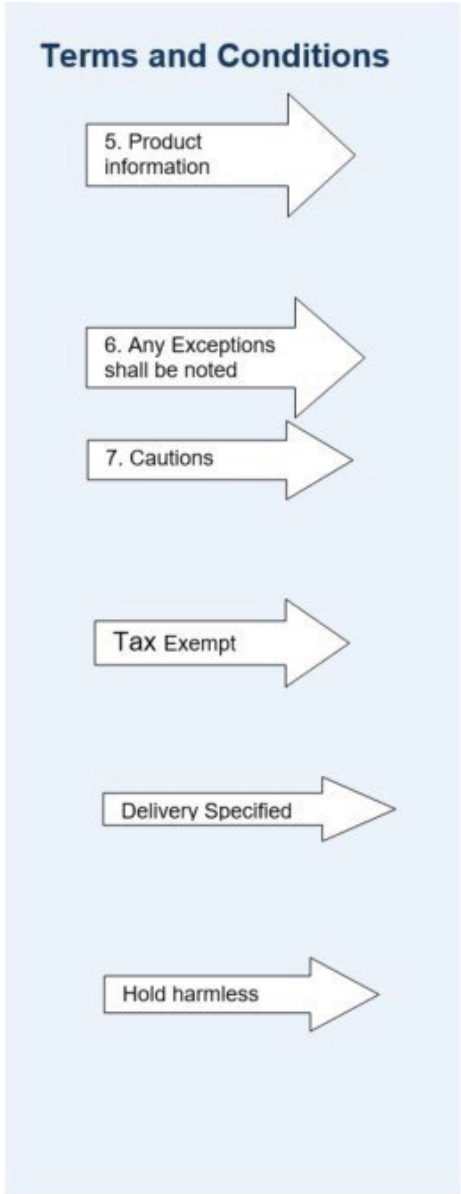 Terms and Conditions
5. Product
information
6. Any Exceptions
shall be noted
7. Cautions
Tax Exempt
Delivery Specified
Hold harmless